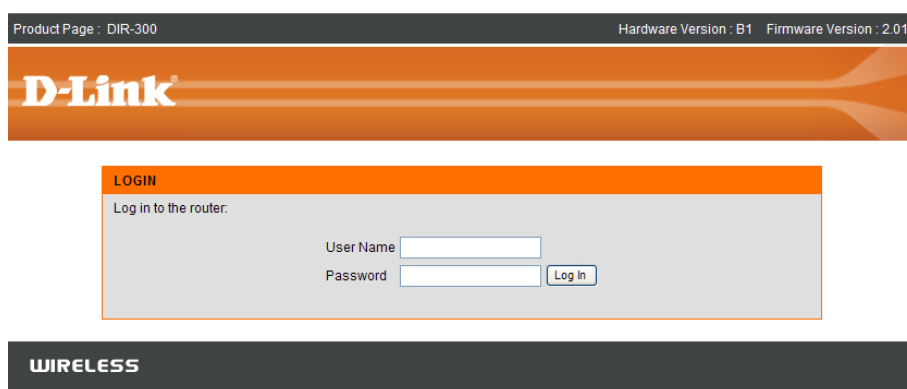 Product Page : DIR-300 Hardware Version : B1 Firmware Version : 2.01
D-Link®
LOGIN
Log in to the router:
User Name
Password Log In
WIRELESS